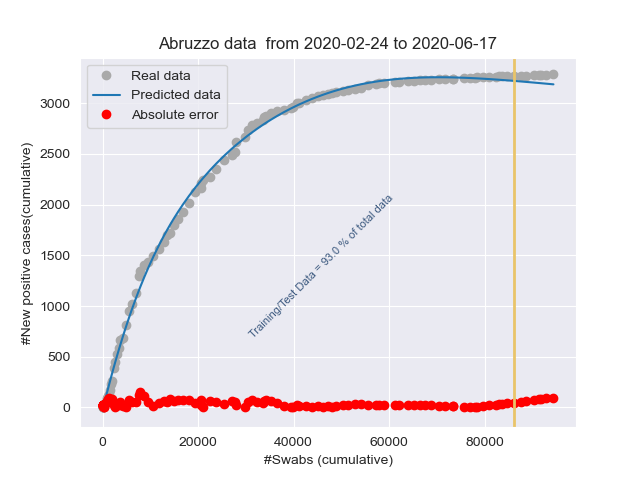 Abruzzo data  from 2020-02-24 to 2020-06-17
Real data
Predicted data
Absolute error
Training/Test Data = 93.0 % of total data
#New positive cases(cumulative)
3000
2500
2000
1500
1000
500
0
0
20000
40000
60000
80000
#Swabs (cumulative)